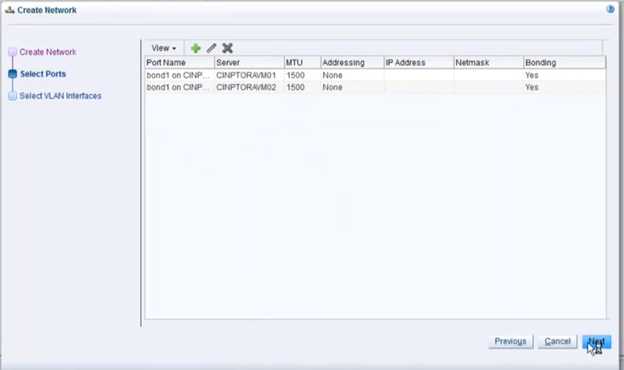 Create Network
Create Network
Select Ports
Select VLAN Interfaces
View
Port Name Server MTU Addressing IP Address Netmask Bonding
bond1 on CINP... CINPTORAVM01 1500 None Yes
bond1 on CINP... CINPTORAVM02 1500 None Yes
Previous Cancel Next